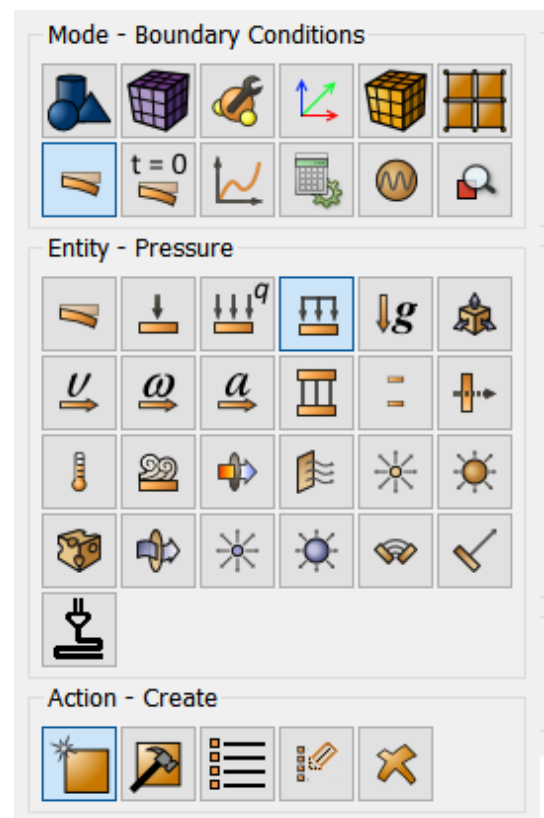 Mode - Boundary Conditions
t = 0
Entity - Pressure
q
g
υ ω a
Action - Create